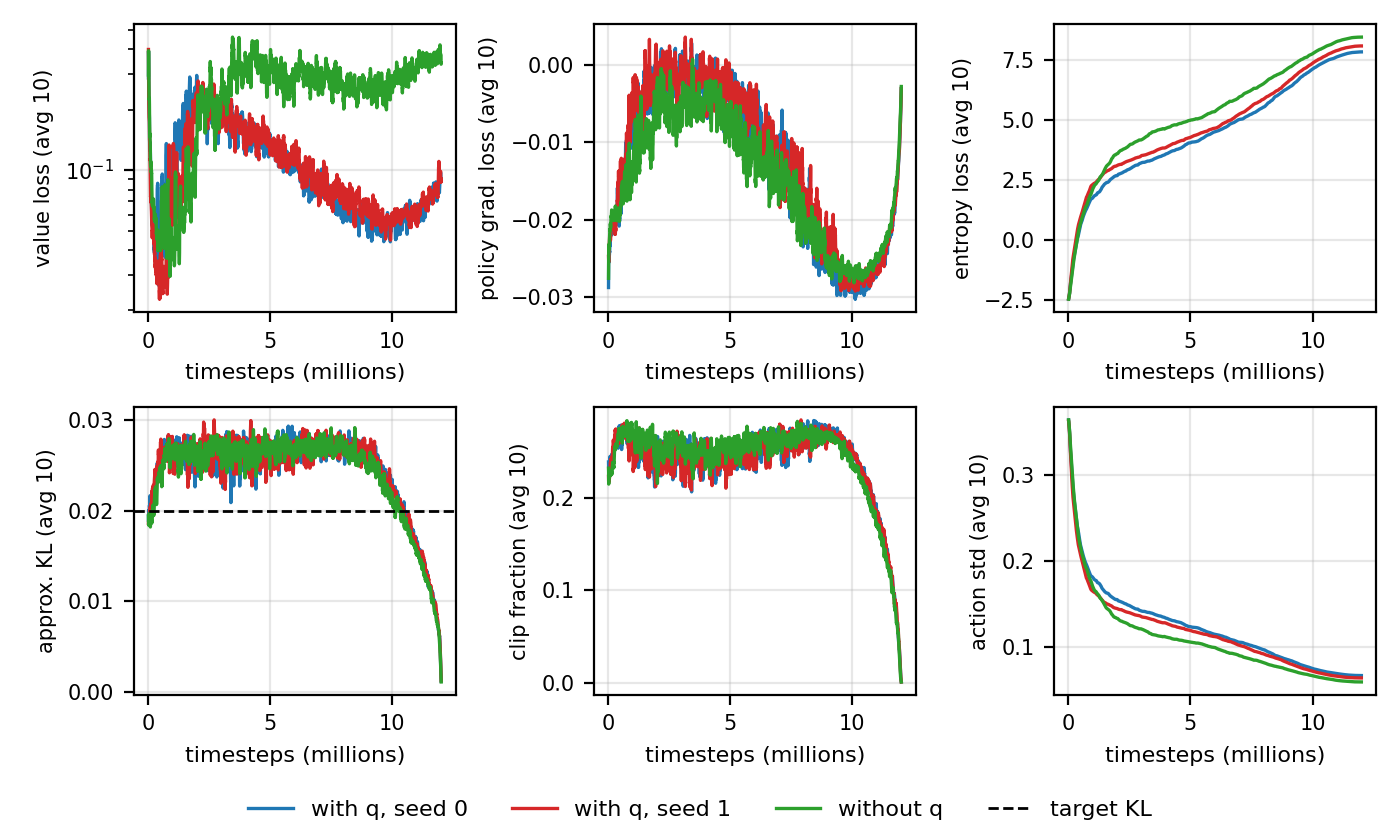 value loss (avg 10)
10⁻¹
0
5
10
timesteps (millions)
policy grad. loss (avg 10)
0.00
−0.01
−0.02
−0.03
0
5
10
timesteps (millions)
entropy loss (avg 10)
7.5
5.0
2.5
0.0
−2.5
0
5
10
timesteps (millions)
approx. KL (avg 10)
0.03
0.02
0.01
0.00
0
5
10
timesteps (millions)
clip fraction (avg 10)
0.2
0.1
0.0
0
5
10
timesteps (millions)
action std (avg 10)
0.3
0.2
0.1
0
5
10
timesteps (millions)
with q, seed 0
with q, seed 1
without q
target KL